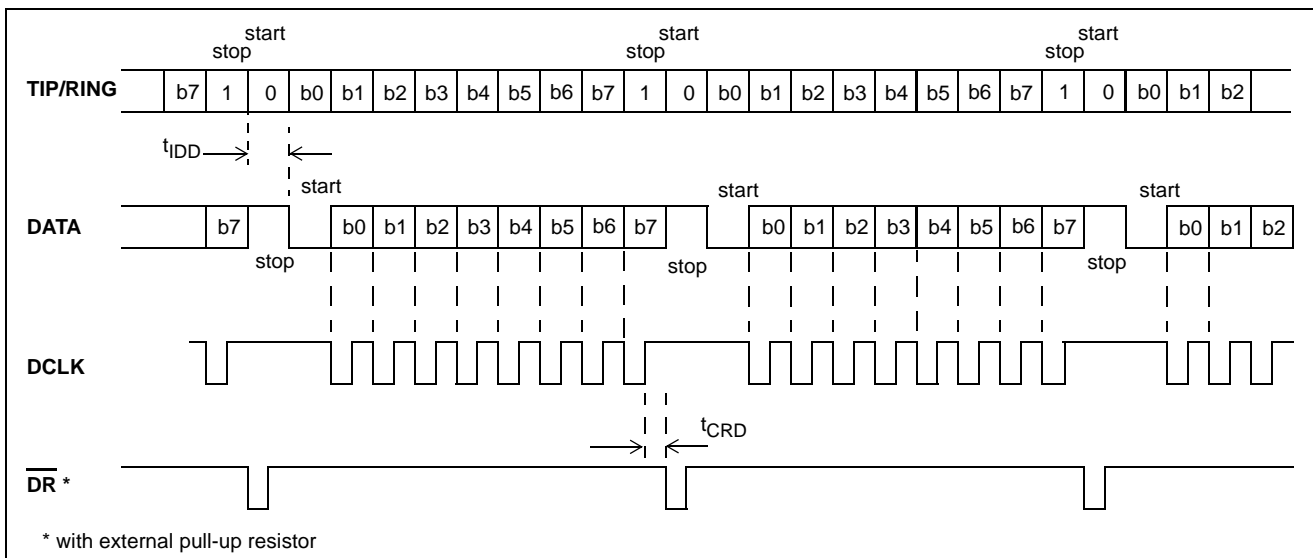 start start start
stop stop stop
TIP/RING b7 1 0 b0 b1 b2 b3 b4 b5 b6 b7 1 0 b0 b1 b2 b3 b4 b5 b6 b7 1 0 b0 b1 b2
tIDD
start start start
DATA b7 b0 b1 b2 b3 b4 b5 b6 b7 b0 b1 b2 b3 b4 b5 b6 b7 b0 b1 b2
stop stop stop
DCLK
tCRD
DR *
* with external pull-up resistor